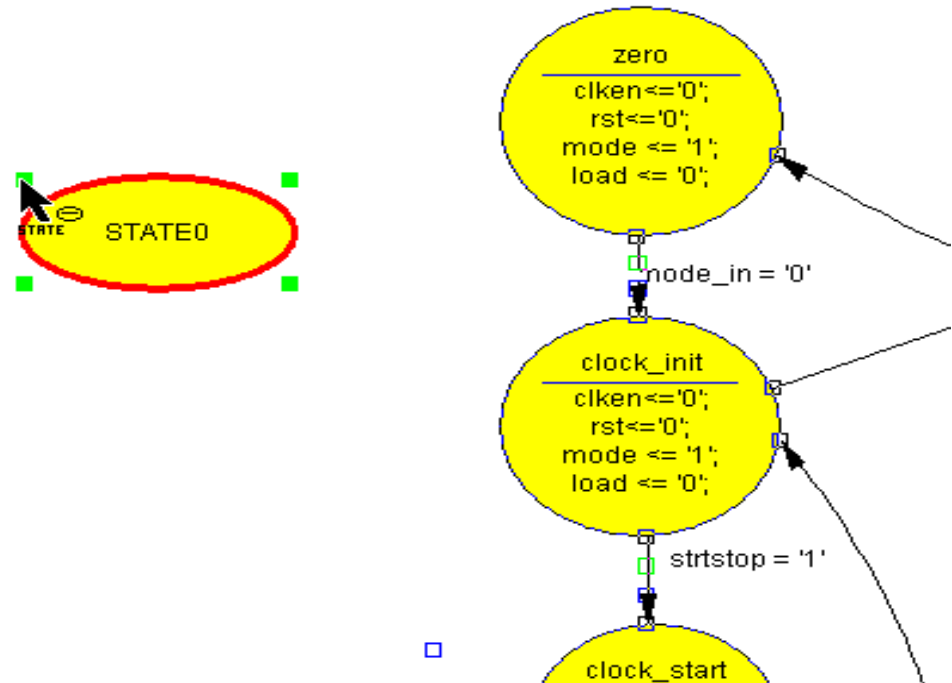 zero
clken<='0';
rst<='0';
mode <= '1';
load <= '0';
STATE
STATE0
mode_in = '0'
clock_init
clken<='0';
rst<='0';
mode <= '1';
load <= '0';
strtstop = '1'
clock_start